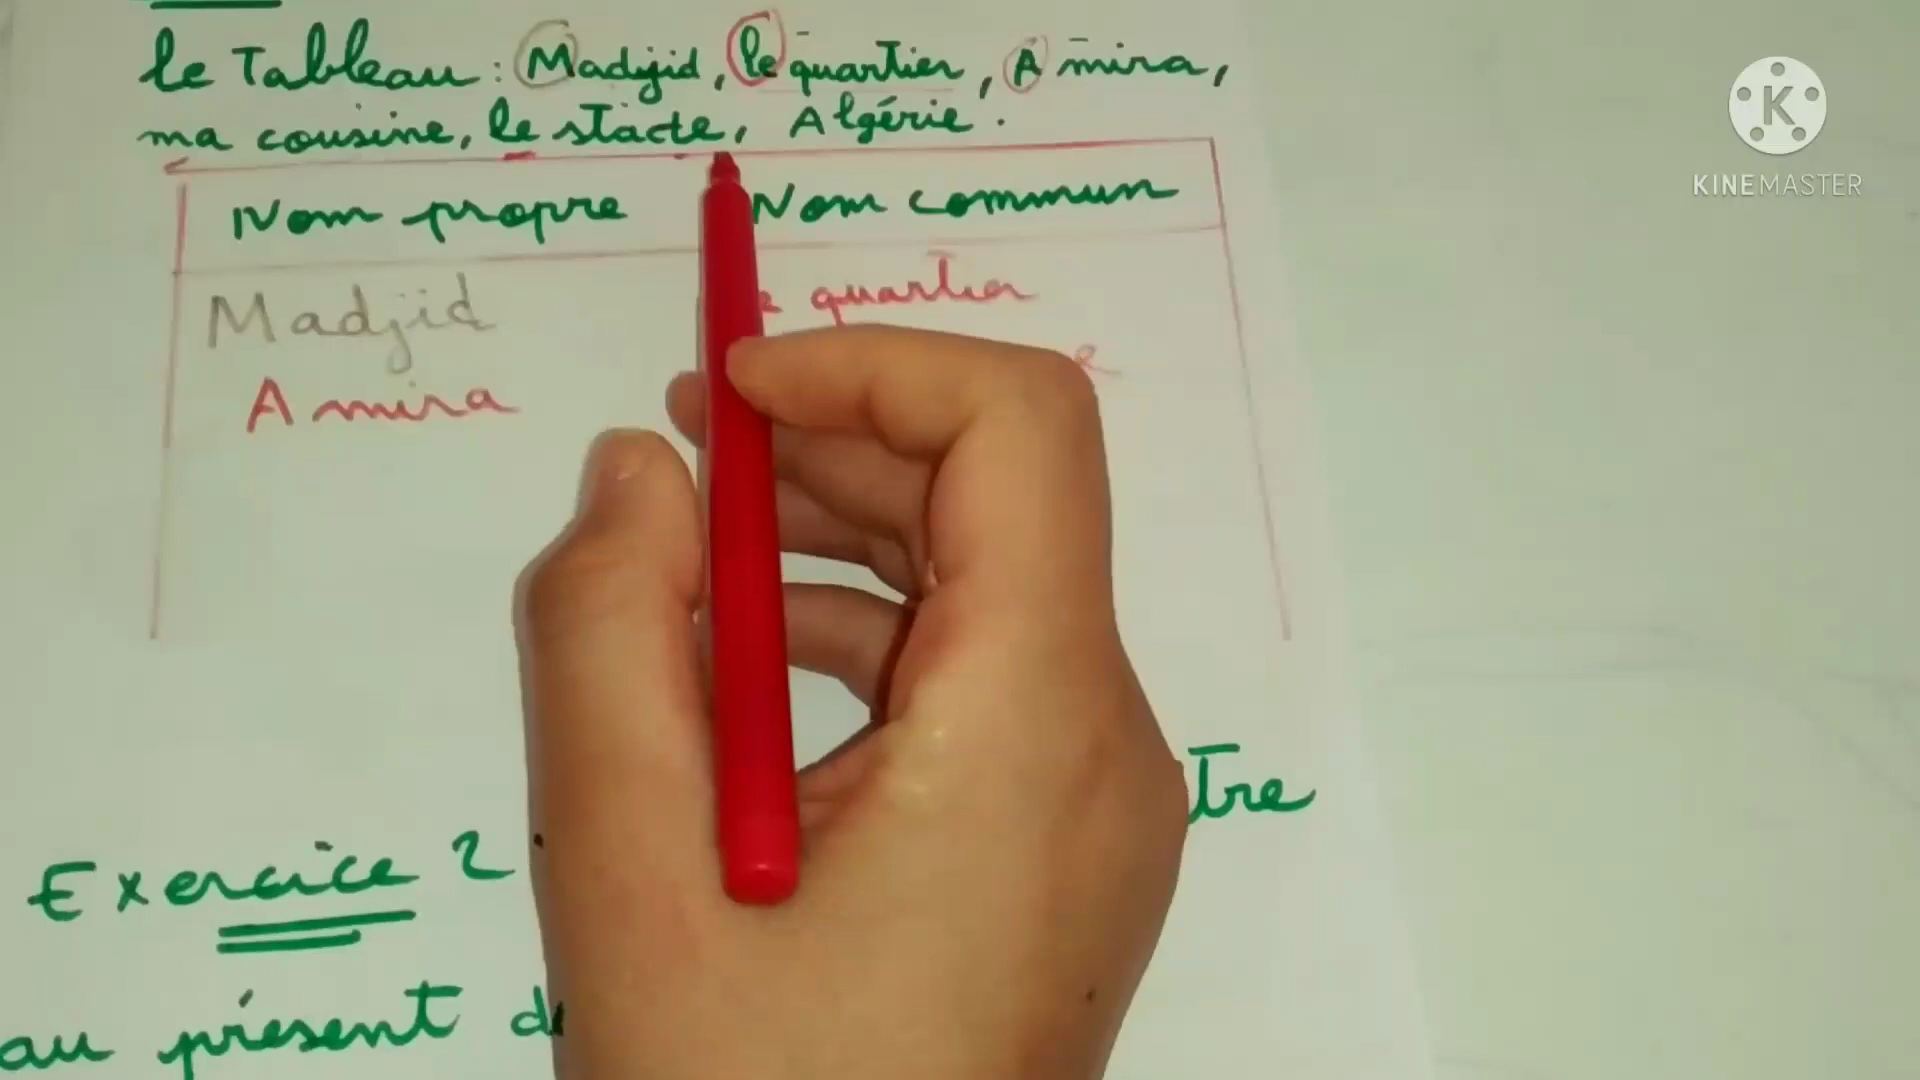 le Tableau : Madjid, le quartier, Amira,
ma cousine, le stade, Algérie.
Nom propre Nom commun
Madjid quartier
Amira
tre
Exercice 2
au présent d
KINEMASTER